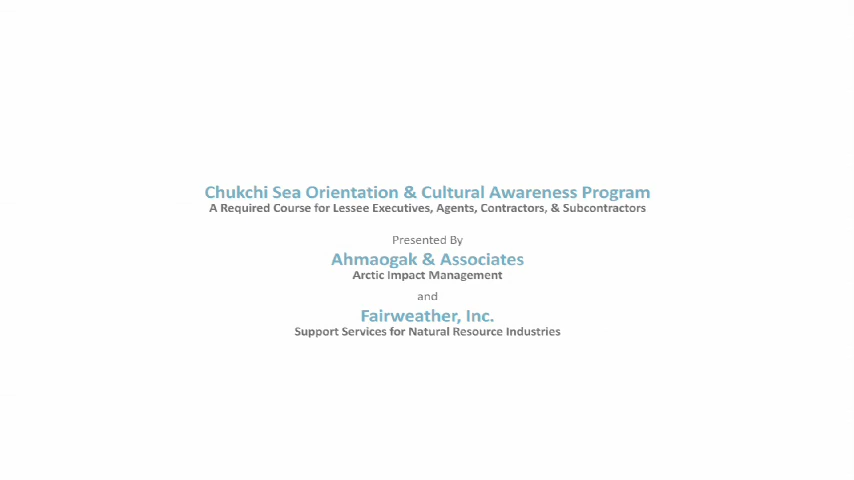 Chukchi Sea Orientation & Cultural Awareness Program
A Required Course for Lessee Executives, Agents, Contractors, & Subcontractors
Presented By
Ahmaogak & Associates
Arctic Impact Management
and
Fairweather, Inc.
Support Services for Natural Resource Industries